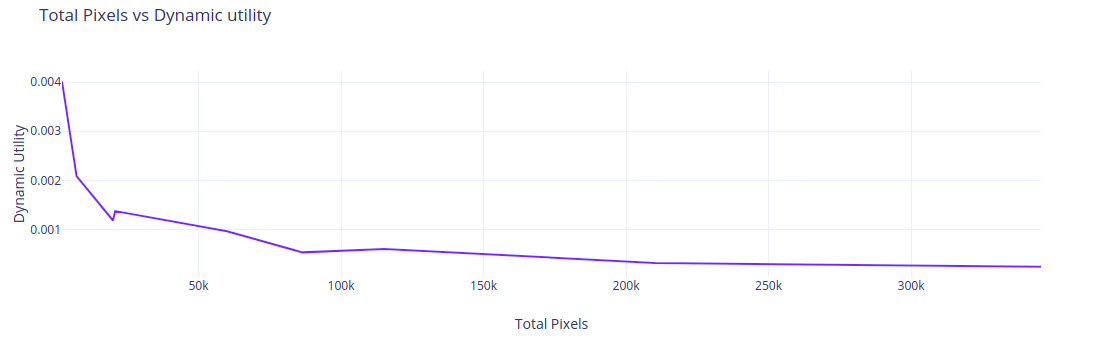 Total Pixels vs Dynamic utility
0.004
0.003
0.002
0.001
Dynamic Utility
50k
100k
150k
200k
250k
300k
Total Pixels